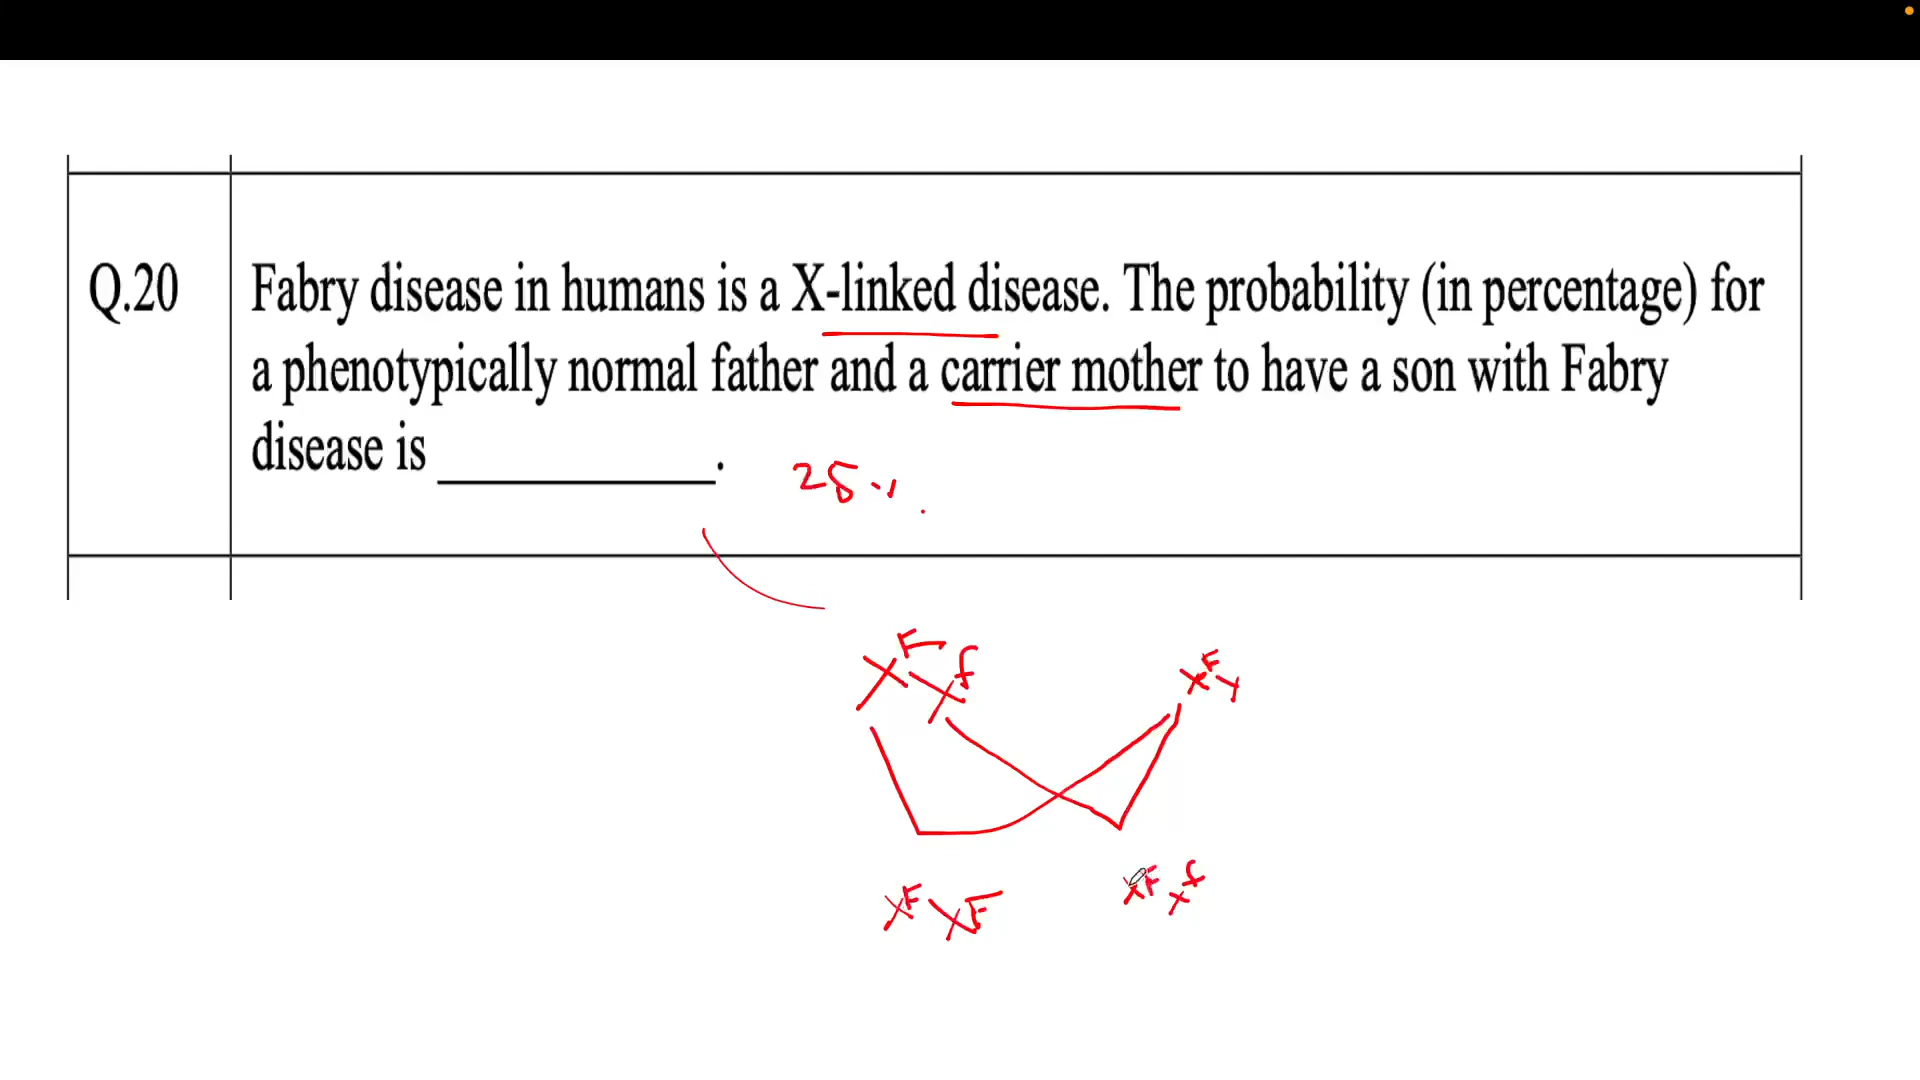 Q.20
Fabry disease in humans is a X-linked disease. The probability (in percentage) for
a phenotypically normal father and a carrier mother to have a son with Fabry
disease is ____________.
25 %
X^F X^f
X^F Y
X^F X^F
X^F X^f